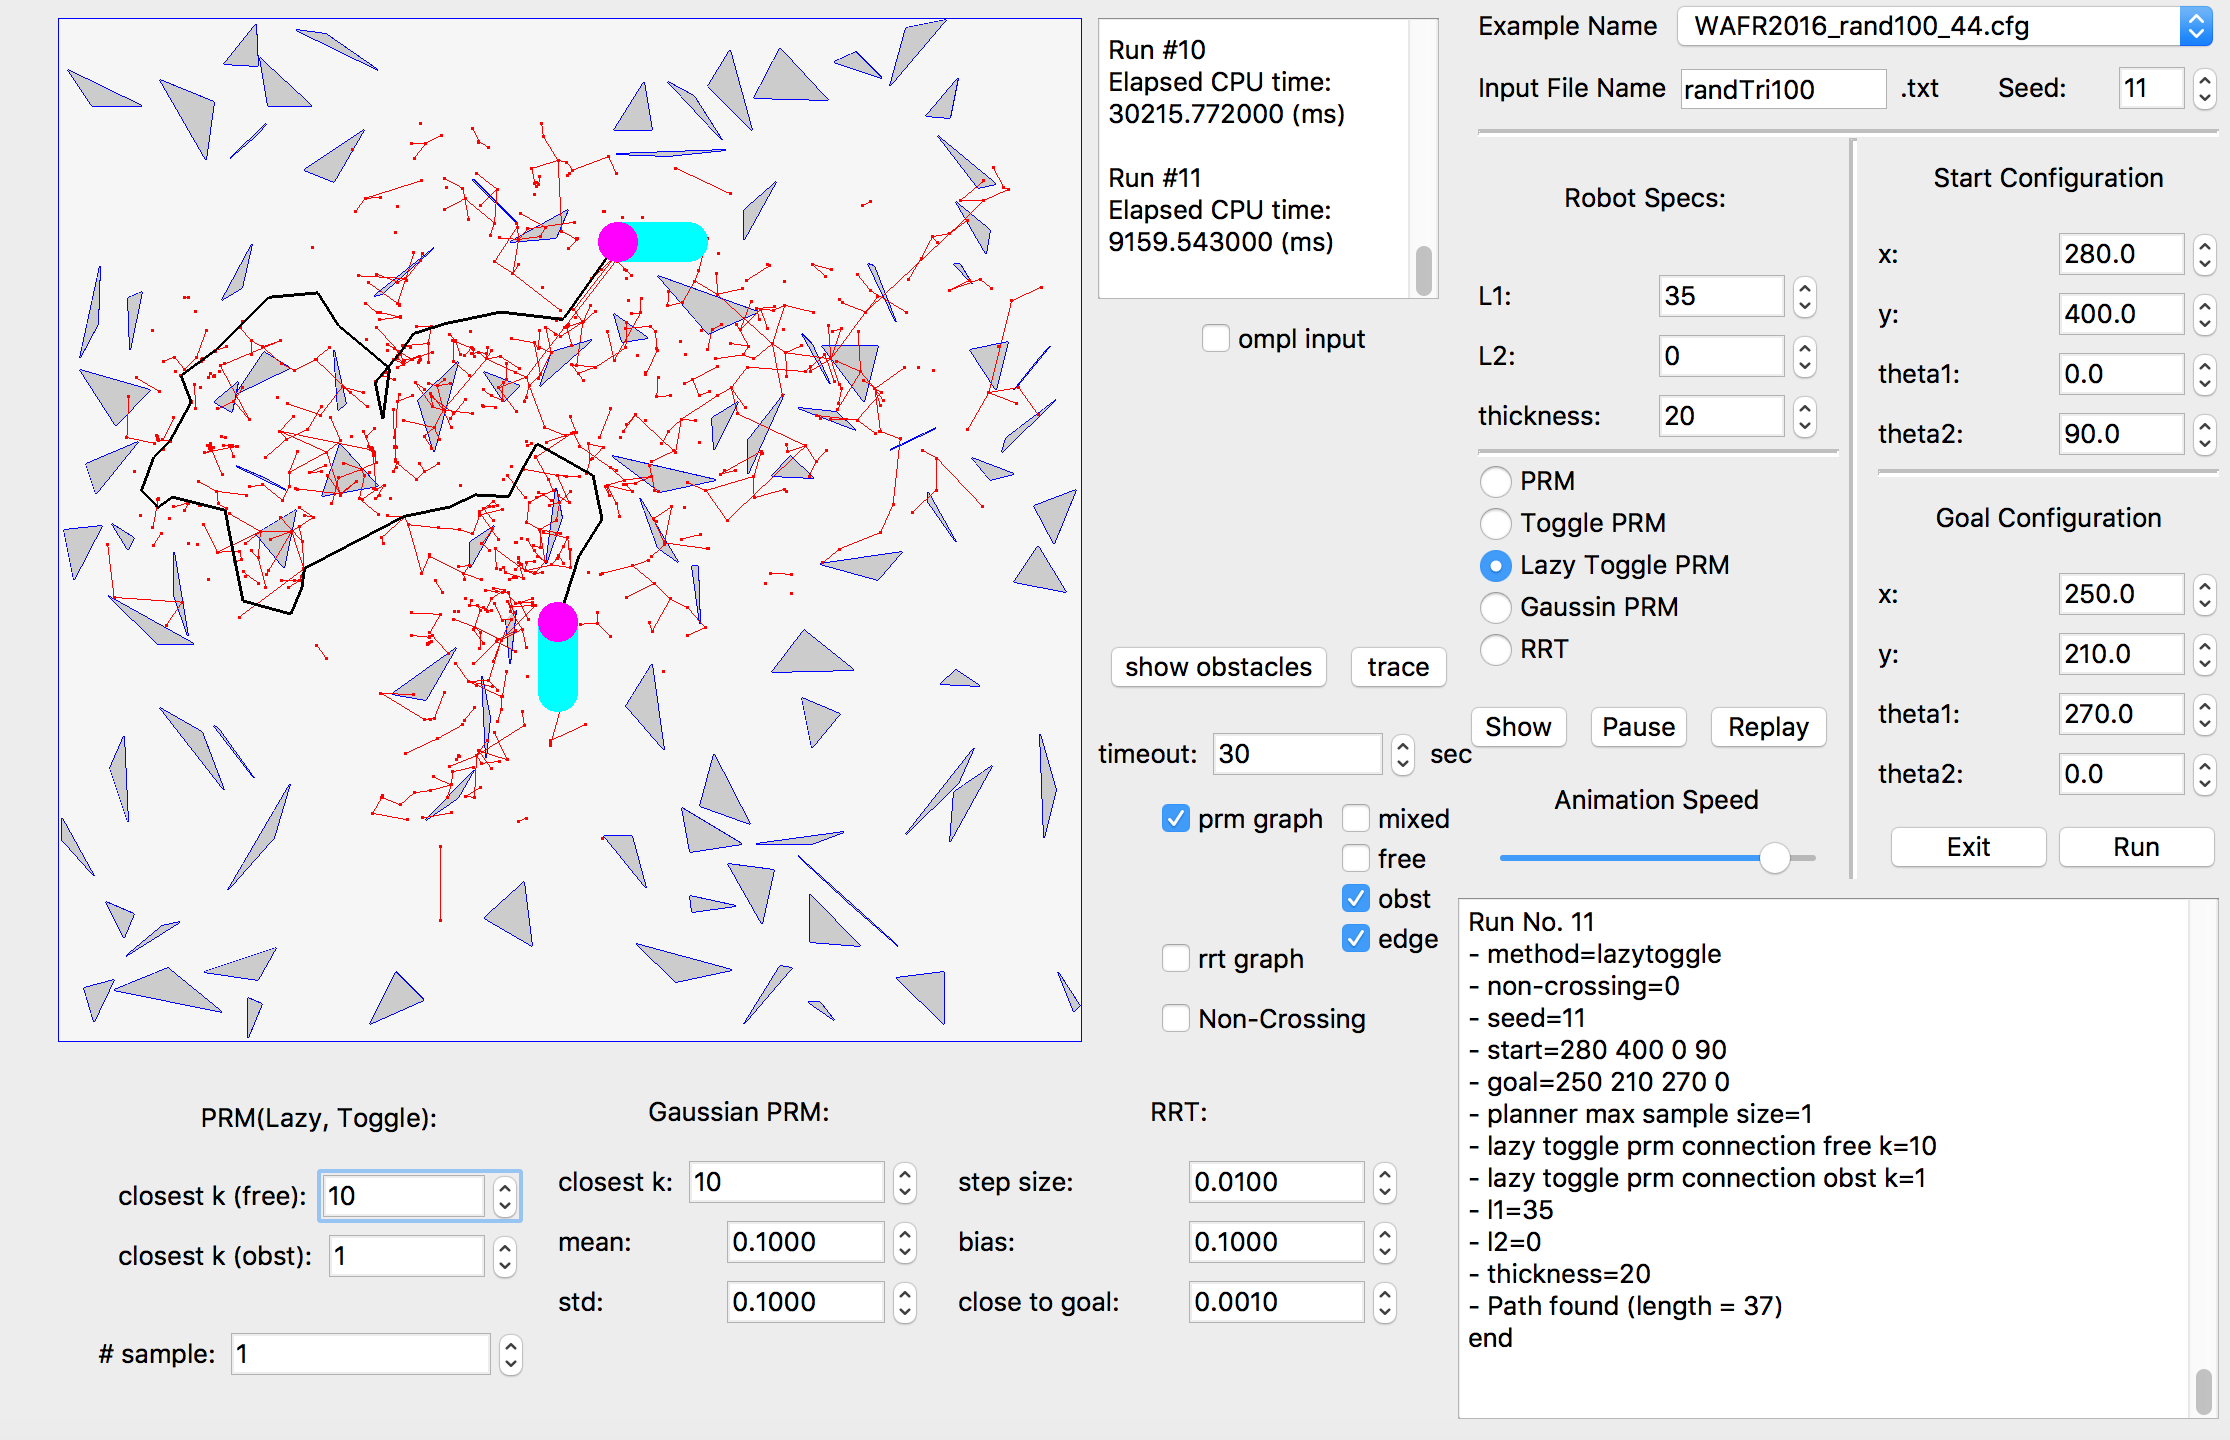 Run #10
Elapsed CPU time:
30215.772000 (ms)
Run #11
Elapsed CPU time:
9159.543000 (ms)
ompl input
show obstacles
trace
timeout: 30 sec
prm graph
mixed
free
obst
edge
rrt graph
Non-Crossing
Example Name WAFR2016_rand100_44.cfg
Input File Name randTri100 .txt Seed: 11
Robot Specs:
L1: 35
L2: 0
thickness: 20
PRM
Toggle PRM
Lazy Toggle PRM
Gaussin PRM
RRT
Show
Pause
Replay
Animation Speed
Start Configuration
x: 280.0
y: 400.0
theta1: 0.0
theta2: 90.0
Goal Configuration
x: 250.0
y: 210.0
theta1: 270.0
theta2: 0.0
Exit
Run
Run No. 11
- method=lazytoggle
- non-crossing=0
- seed=11
- start=280 400 0 90
- goal=250 210 270 0
- planner max sample size=1
- lazy toggle prm connection free k=10
- lazy toggle prm connection obst k=1
- l1=35
- l2=0
- thickness=20
- Path found (length = 37)
end
PRM(Lazy, Toggle):
closest k (free): 10
closest k (obst): 1
# sample: 1
Gaussian PRM:
closest k: 10
mean: 0.1000
std: 0.1000
RRT:
step size: 0.0100
bias: 0.1000
close to goal: 0.0010